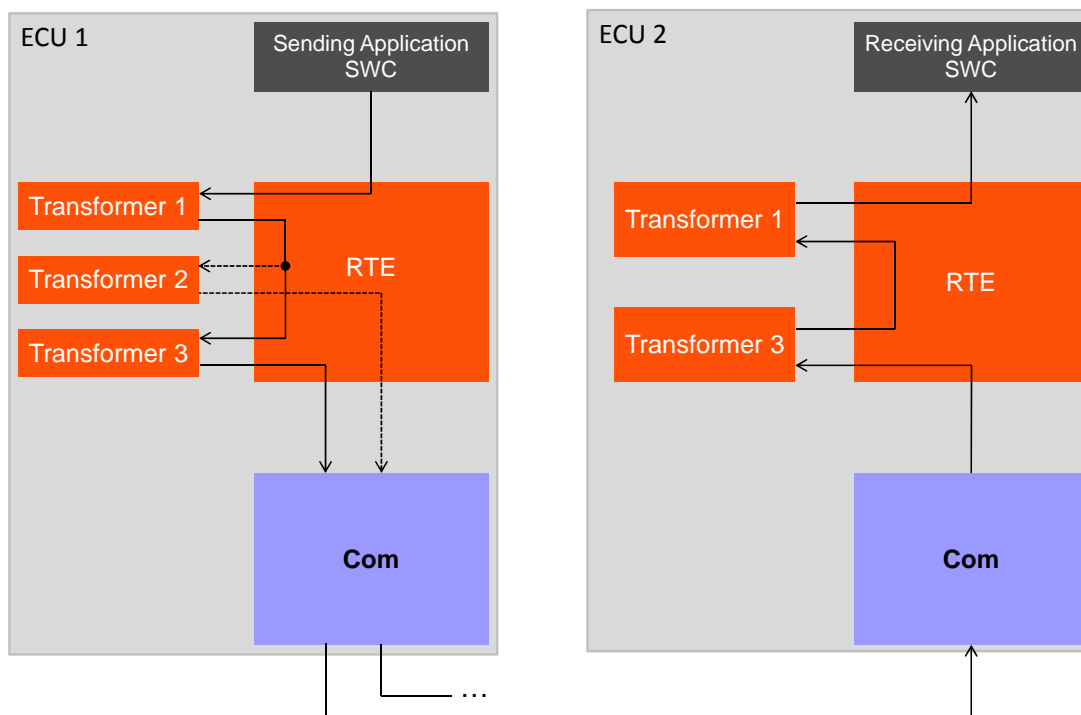 ECU 1
Sending Application
SWC
Transformer 1
Transformer 2
Transformer 3
RTE
Com
...
ECU 2
Receiving Application
SWC
Transformer 1
Transformer 3
RTE
Com